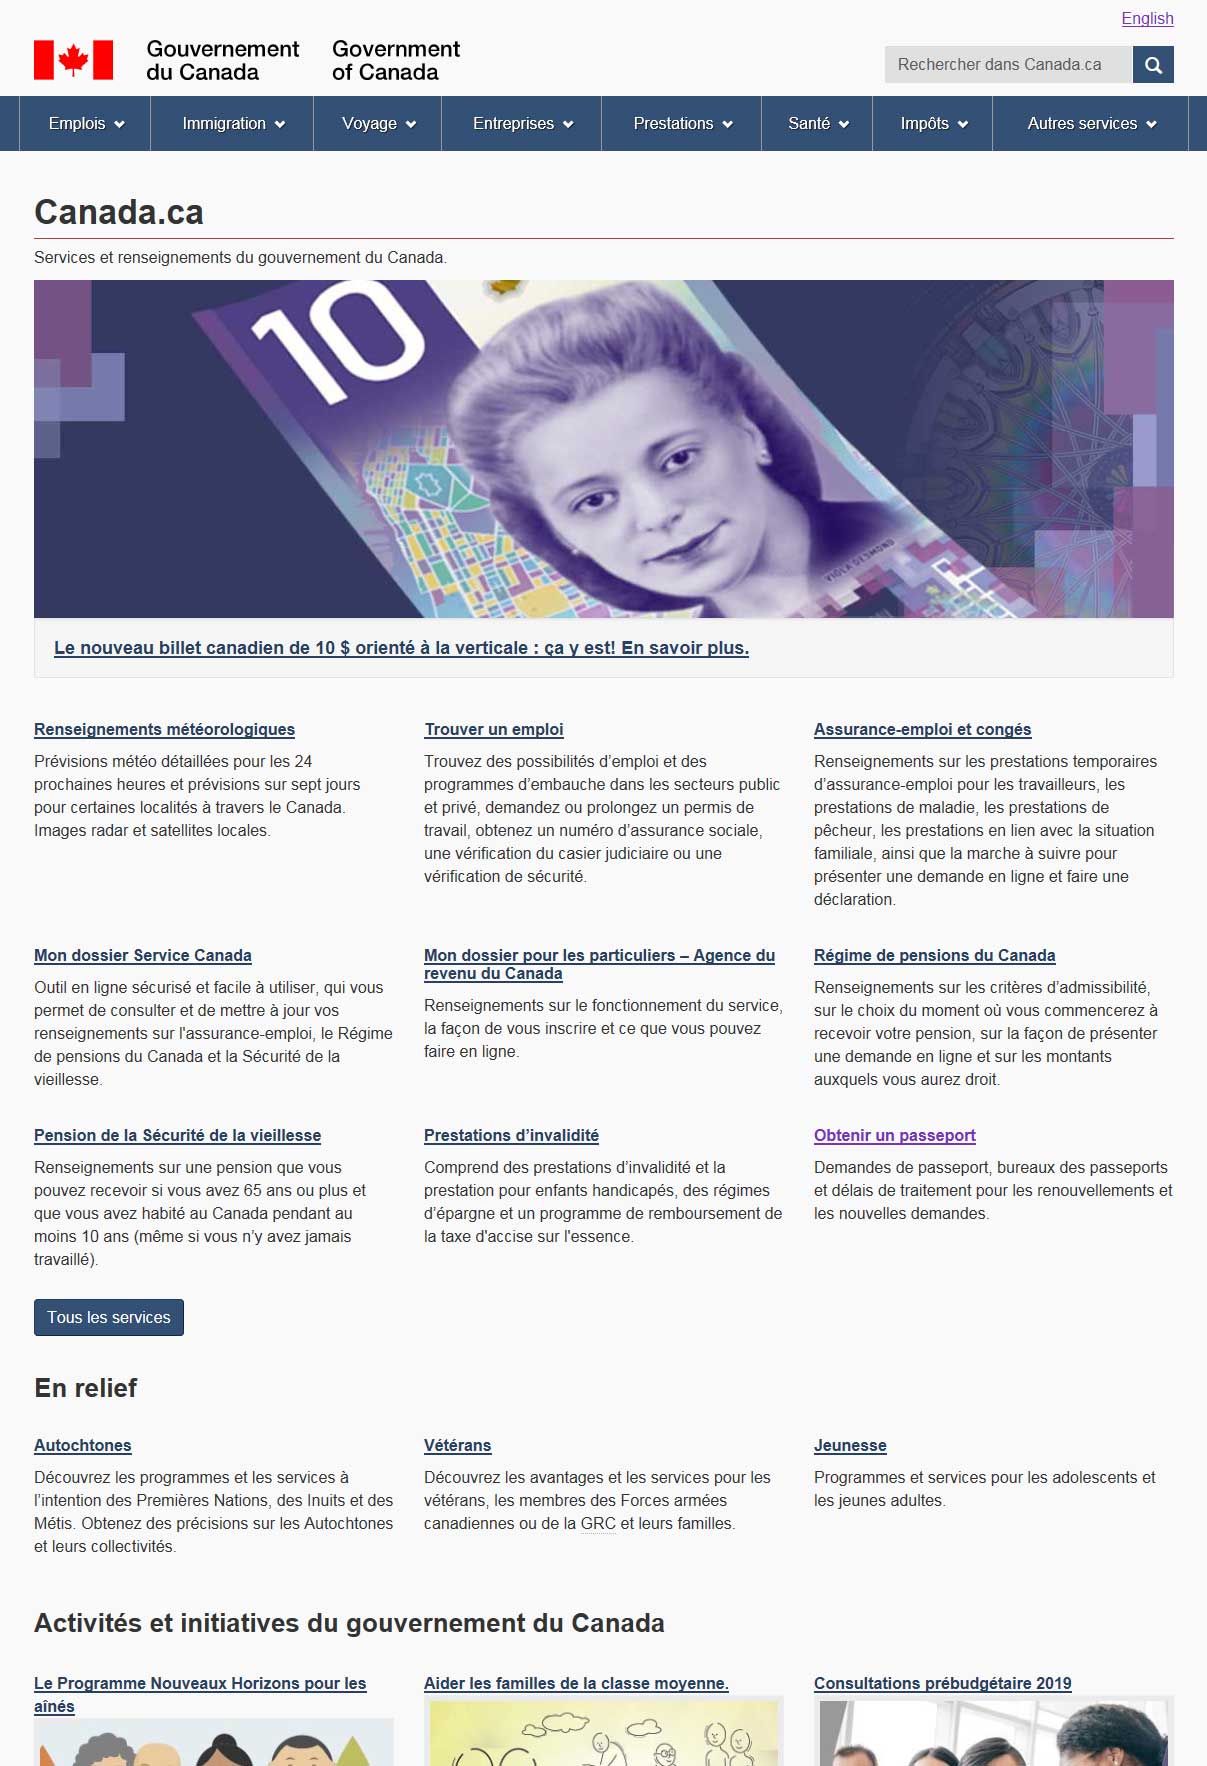 English
Gouvernement
du Canada
Government
of Canada
Rechercher dans Canada.ca
Emplois
Immigration
Voyage
Entreprises
Prestations
Santé
Impôts
Autres services
Canada.ca
Services et renseignements du gouvernement du Canada.
10
VIOLA DESMOND
Le nouveau billet canadien de 10 $ orienté à la verticale : ça y est! En savoir plus.
Renseignements météorologiques
Prévisions météo détaillées pour les 24
prochaines heures et prévisions sur sept jours
pour certaines localités à travers le Canada.
Images radar et satellites locales.
Trouver un emploi
Trouvez des possibilités d’emploi et des
programmes d’embauche dans les secteurs public
et privé, demandez ou prolongez un permis de
travail, obtenez un numéro d’assurance sociale,
une vérification du casier judiciaire ou une
vérification de sécurité.
Assurance-emploi et congés
Renseignements sur les prestations temporaires
d’assurance-emploi pour les travailleurs, les
prestations de maladie, les prestations de
pêcheur, les prestations en lien avec la situation
familiale, ainsi que la marche à suivre pour
présenter une demande en ligne et faire une
déclaration.
Mon dossier Service Canada
Outil en ligne sécurisé et facile à utiliser, qui vous
permet de consulter et de mettre à jour vos
renseignements sur l'assurance-emploi, le Régime
de pensions du Canada et la Sécurité de la
vieillesse.
Mon dossier pour les particuliers – Agence du
revenu du Canada
Renseignements sur le fonctionnement du service,
la façon de vous inscrire et ce que vous pouvez
faire en ligne.
Régime de pensions du Canada
Renseignements sur les critères d’admissibilité,
sur le choix du moment où vous commencerez à
recevoir votre pension, sur la façon de présenter
une demande en ligne et sur les montants
auxquels vous aurez droit.
Pension de la Sécurité de la vieillesse
Renseignements sur une pension que vous
pouvez recevoir si vous avez 65 ans ou plus et
que vous avez habité au Canada pendant au
moins 10 ans (même si vous n’y avez jamais
travaillé).
Prestations d’invalidité
Comprend des prestations d’invalidité et la
prestation pour enfants handicapés, des régimes
d’épargne et un programme de remboursement de
la taxe d'accise sur l'essence.
Obtenir un passeport
Demandes de passeport, bureaux des passeports
et délais de traitement pour les renouvellements et
les nouvelles demandes.
Tous les services
En relief
Autochtones
Découvrez les programmes et les services à
l’intention des Premières Nations, des Inuits et des
Métis. Obtenez des précisions sur les Autochtones
et leurs collectivités.
Vétérans
Découvrez les avantages et les services pour les
vétérans, les membres des Forces armées
canadiennes ou de la GRC et leurs familles.
Jeunesse
Programmes et services pour les adolescents et
les jeunes adultes.
Activités et initiatives du gouvernement du Canada
Le Programme Nouveaux Horizons pour les
aînés
Aider les familles de la classe moyenne.
Consultations prébudgétaire 2019